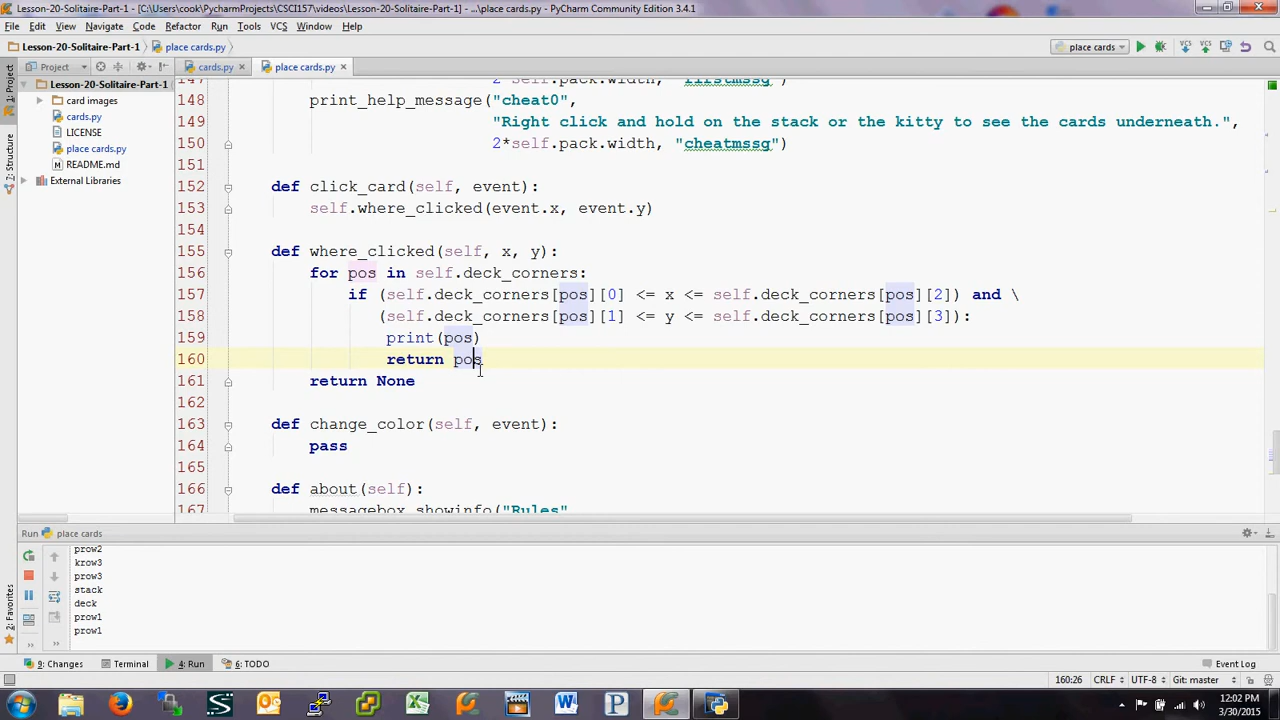 Lesson-20-Solitaire-Part-1 - [C:\Users\cook\PycharmProjects\CSCI157\videos\Lesson-20-Solitaire-Part-1] - ...\place cards.py - PyCharm Community Edition 3.4.1
File Edit View Navigate Code Refactor Run Tools VCS Window Help
Lesson-20-Solitaire-Part-1 place cards.py place cards
1: Project Project cards.py place cards.py
Lesson-20-Solitaire-Part-1
card images
cards.py
LICENSE
place cards.py
README.md
External Libraries
7: Structure
147 2*self.pack.width, "firstmssg")
148 print_help_message("cheat0",
149 "Right click and hold on the stack or the kitty to see the cards underneath.",
150 2*self.pack.width, "cheatmssg")
151
152 def click_card(self, event):
153 self.where_clicked(event.x, event.y)
154
155 def where_clicked(self, x, y):
156 for pos in self.deck_corners:
157 if (self.deck_corners[pos][0] <= x <= self.deck_corners[pos][2]) and \
158 (self.deck_corners[pos][1] <= y <= self.deck_corners[pos][3]):
159 print(pos)
160 return pos
161 return None
162
163 def change_color(self, event):
164 pass
165
166 def about(self):
167 messagebox.showinfo("Rules"
Run place cards
prow2
krow3
prow3
stack
deck
prow1
prow1
2: Favorites
9: Changes Terminal 4: Run 6: TODO Event Log
160:26 CRLF UTF-8 Git: master
12:02 PM
3/30/2015